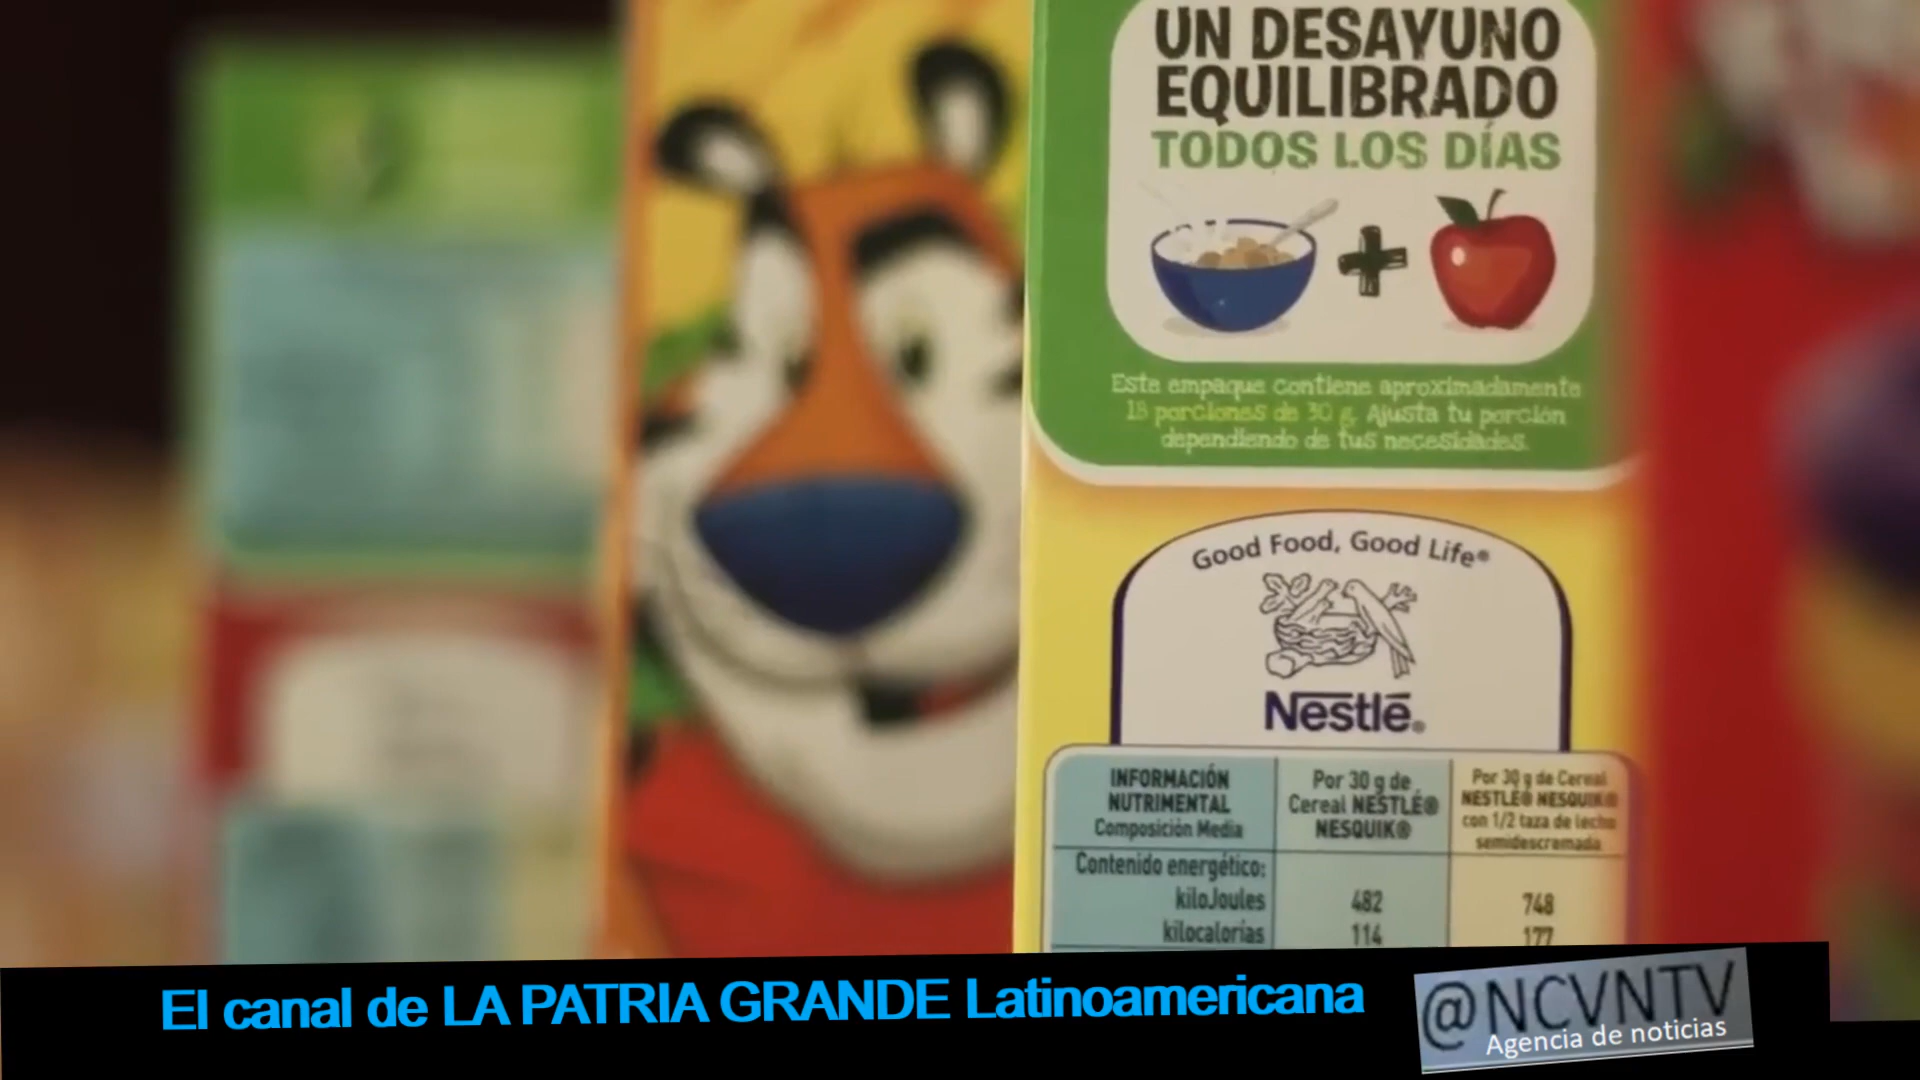 UN DESAYUNO
EQUILIBRADO
TODOS LOS DÍAS
Este empaque contiene aproximadamente
18 porciones de 30 g. Ajusta tu porción
dependiendo de tus necesidades.
Good Food, Good Life®
Nestlé®
INFORMACIÓN
NUTRIMENTAL
Composición Media
Por 30 g de
Cereal NESTLÉ®
NESQUIK®
Por 30 g de Cereal
NESTLÉ® NESQUIK®
con 1/2 taza de leche
semidescremada
Contenido energético:
kiloJoules 482 748
kilocalorías 114 177
El canal de LA PATRIA GRANDE Latinoamericana
@NCVNTV
Agencia de noticias